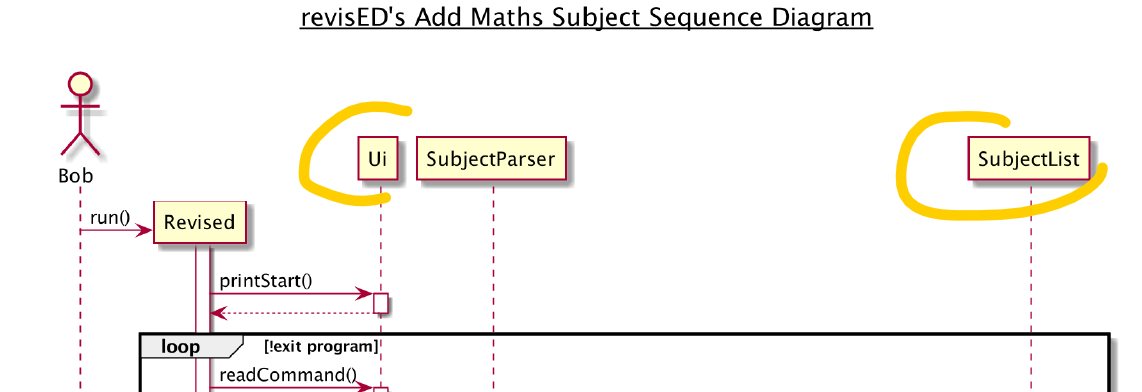 revisED's Add Maths Subject Sequence Diagram
Ui
SubjectParser
SubjectList
Bob
run()
Revised
printStart()
loop [!exit program]
readCommand()